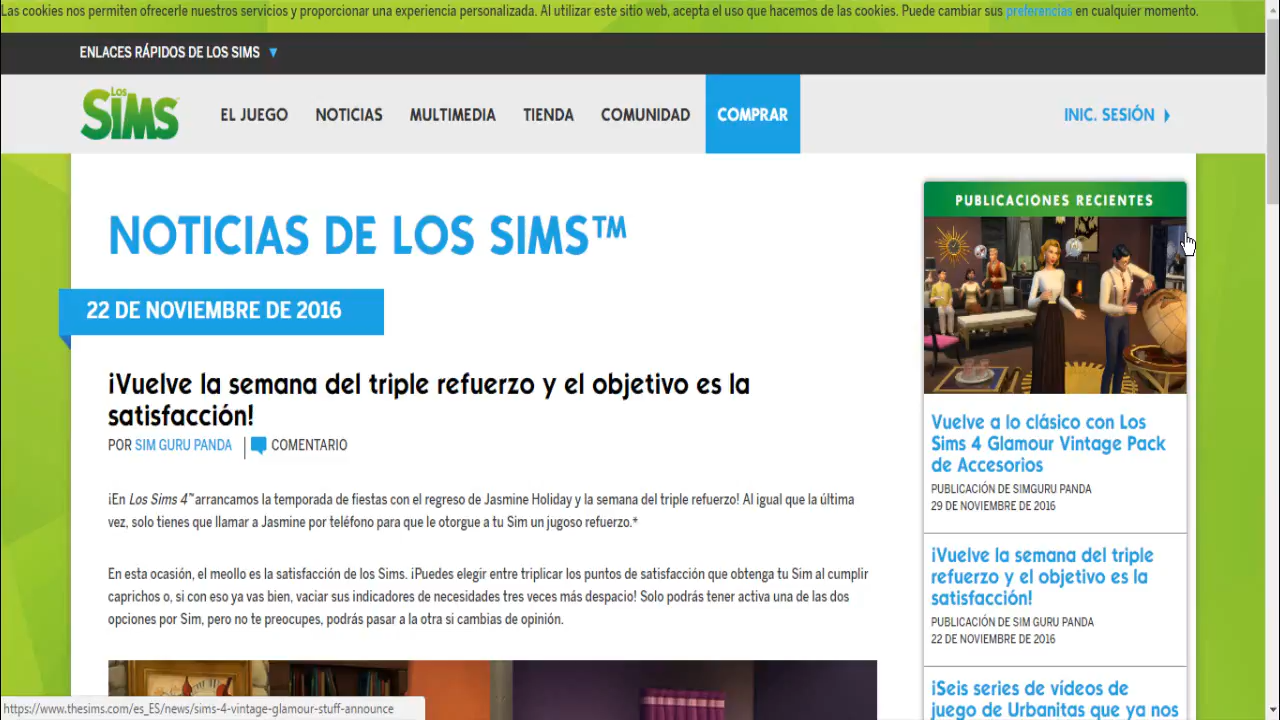 Las cookies nos permiten ofrecerle nuestros servicios y proporcionar una experiencia personalizada. Al utilizar este sitio web, acepta el uso que hacemos de las cookies. Puede cambiar sus preferencias en cualquier momento.
ENLACES RÁPIDOS DE LOS SIMS
LOS SIMS
EL JUEGO NOTICIAS MULTIMEDIA TIENDA COMUNIDAD COMPRAR INIC. SESIÓN
NOTICIAS DE LOS SIMS™
22 DE NOVIEMBRE DE 2016
¡Vuelve la semana del triple refuerzo y el objetivo es la
satisfacción!
POR SIM GURU PANDA | COMENTARIO
¡En Los Sims 4™ arrancamos la temporada de fiestas con el regreso de Jasmine Holiday y la semana del triple refuerzo! Al igual que la última
vez, solo tienes que llamar a Jasmine por teléfono para que le otorgue a tu Sim un jugoso refuerzo.*
En esta ocasión, el meollo es la satisfacción de los Sims. ¡Puedes elegir entre triplicar los puntos de satisfacción que obtenga tu Sim al cumplir
caprichos o, si con eso ya vas bien, vaciar sus indicadores de necesidades tres veces más despacio! Solo podrás tener activa una de las dos
opciones por Sim, pero no te preocupes, podrás pasar a la otra si cambias de opinión.
PUBLICACIONES RECIENTES
Vuelve a lo clásico con Los
Sims 4 Glamour Vintage Pack
de Accesorios
PUBLICACIÓN DE SIMGURU PANDA
29 DE NOVIEMBRE DE 2016
¡Vuelve la semana del triple
refuerzo y el objetivo es la
satisfacción!
PUBLICACIÓN DE SIM GURU PANDA
22 DE NOVIEMBRE DE 2016
¡Seis series de vídeos de
juego de Urbanitas que ya nos
https://www.thesims.com/es_ES/news/sims-4-vintage-glamour-stuff-announce